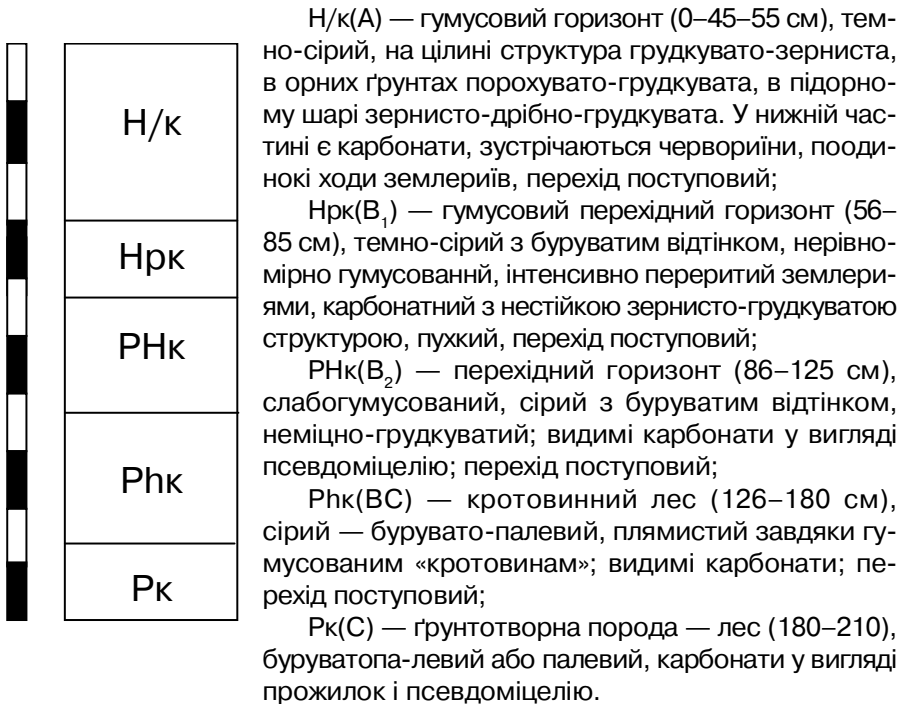 Н/к
Нрк
РНк
Phк
Рк
Н/к(А) — гумусовий горизонт (0–45–55 см), тем-
но-сірий, на цілині структура грудкувато-зерниста,
в орних ґрунтах порохувато-грудкувата, в підорно-
му шарі зернисто-дрібно-грудкувата. У нижній час-
тині є карбонати, зустрічаються червориїни, пооди-
нокі ходи землериїв, перехід поступовий;
Нрк(В₁) — гумусовий перехідний горизонт (56–
85 см), темно-сірий з буруватим відтінком, нерівно-
мірно гумусованнй, інтенсивно переритий землери-
ями, карбонатний з нестійкою зернисто-грудкуватою
структурою, пухкий, перехід поступовий;
РНк(В₂) — перехідний горизонт (86–125 см),
слабогумусований, сірий з буруватим відтінком,
неміцно-грудкуватий; видимі карбонати у вигляді
псевдоміцелію; перехід поступовий;
Phк(ВС) — кротовинний лес (126–180 см),
сірий — бурувато-палевий, плямистий завдяки гу-
мусованим «кротовинам»; видимі карбонати; пе-
рехід поступовий;
Рк(С) — ґрунтотворна порода — лес (180–210),
буруватопа-левий або палевий, карбонати у вигляді
прожилок і псевдоміцелію.